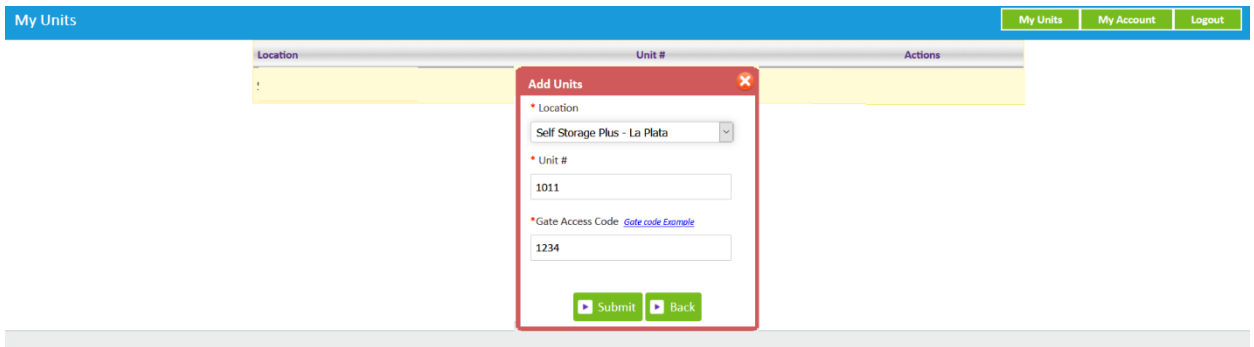 My Units My Units My Account Logout
Location Unit # Actions
Add Units
* Location
Self Storage Plus - La Plata
* Unit #
1011
*Gate Access Code Gate code Example
1234
Submit Back